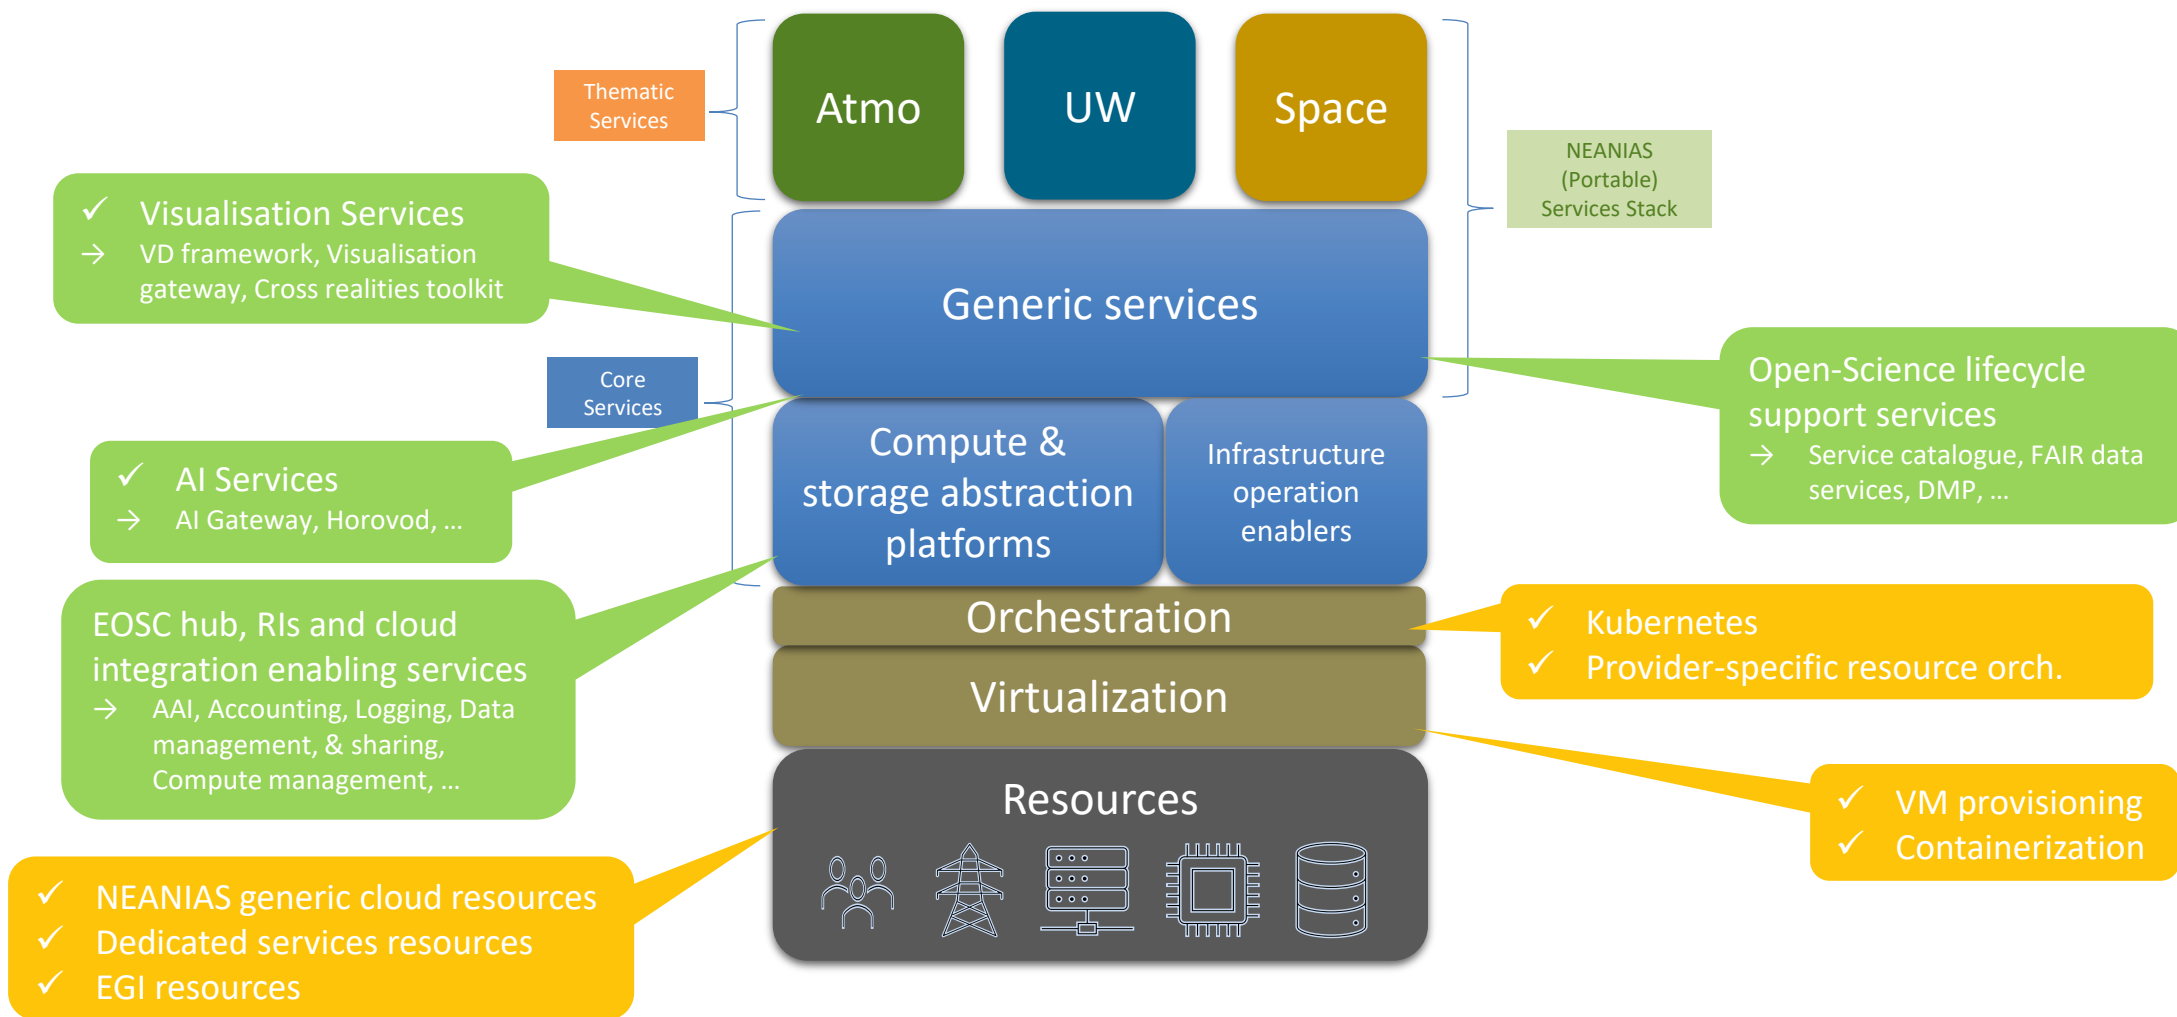 Atmo
UW
Space
Thematic
Services
NEANIAS
(Portable)
Services Stack
✓ Visualisation Services
→ VD framework, Visualisation
gateway, Cross realities toolkit
Generic services
Core
Services
Open-Science lifecycle
support services
→ Service catalogue, FAIR data
services, DMP, ...
✓ AI Services
→ AI Gateway, Horovod, ...
Compute &
storage abstraction
platforms
Infrastructure
operation
enablers
EOSC hub, RIs and cloud
integration enabling services
→ AAI, Accounting, Logging, Data
management, & sharing,
Compute management, ...
Orchestration
✓ Kubernetes
✓ Provider-specific resource orch.
Virtualization
✓ VM provisioning
✓ Containerization
Resources
✓ NEANIAS generic cloud resources
✓ Dedicated services resources
✓ EGI resources